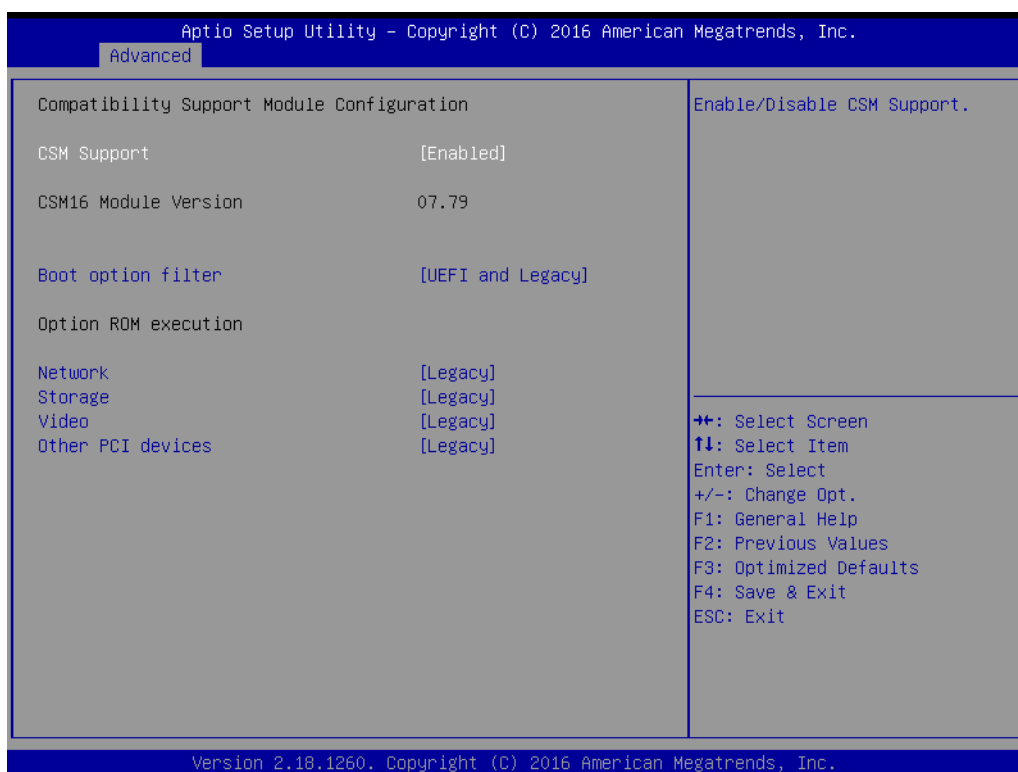 Aptio Setup Utility – Copyright (C) 2016 American Megatrends, Inc.
Advanced
Compatibility Support Module Configuration
CSM Support [Enabled]
CSM16 Module Version 07.79
Boot option filter [UEFI and Legacy]
Option ROM execution
Network [Legacy]
Storage [Legacy]
Video [Legacy]
Other PCI devices [Legacy]
Enable/Disable CSM Support.
→←: Select Screen
↑↓: Select Item
Enter: Select
+/-: Change Opt.
F1: General Help
F2: Previous Values
F3: Optimized Defaults
F4: Save & Exit
ESC: Exit
Version 2.18.1260. Copyright (C) 2016 American Megatrends, Inc.